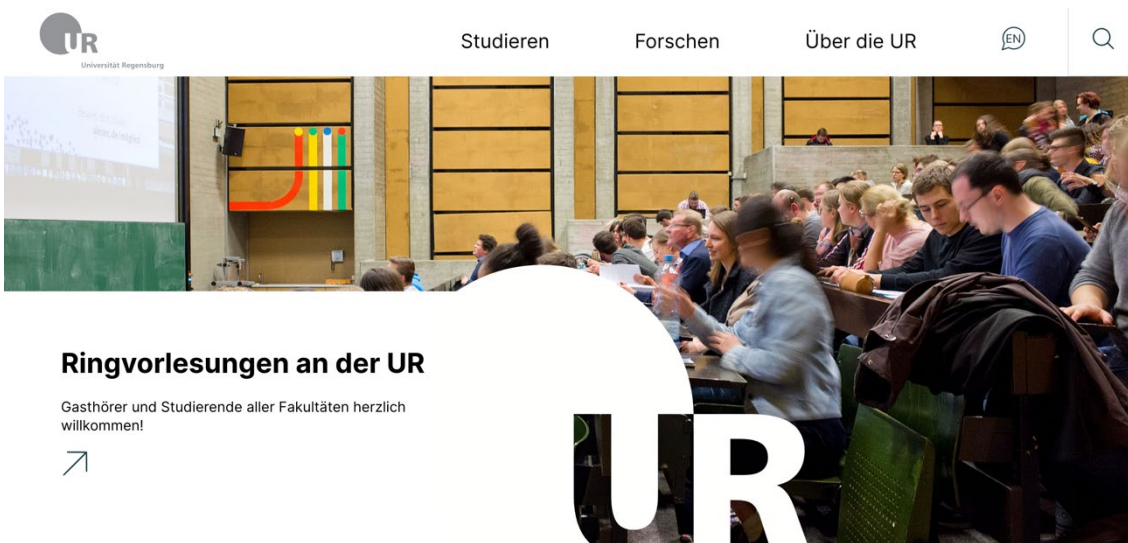 UR
Universität Regensburg
Studieren
Forschen
Über die UR
EN
Ringvorlesungen an der UR
Gasthörer und Studierende aller Fakultäten herzlich
willkommen!
UR